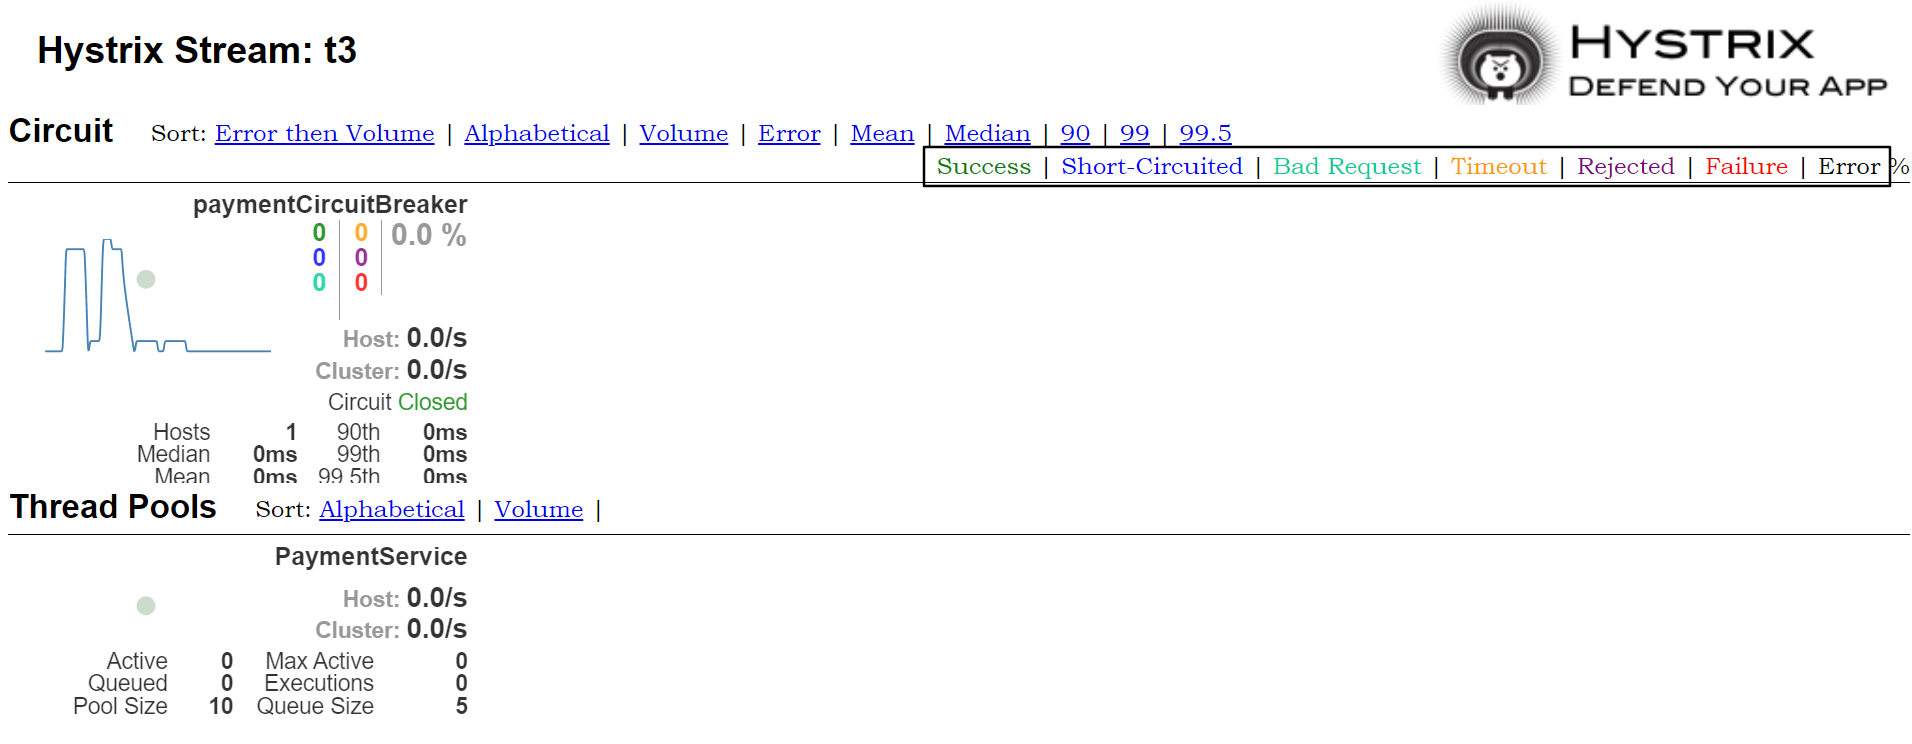 Hystrix Stream: t3
HYSTRIX
DEFEND YOUR APP
Circuit Sort: Error then Volume | Alphabetical | Volume | Error | Mean | Median | 90 | 99 | 99.5
Success | Short-Circuited | Bad Request | Timeout | Rejected | Failure | Error %
paymentCircuitBreaker
0 0 0.0 %
0 0
0 0
Host: 0.0/s
Cluster: 0.0/s
Circuit Closed
Hosts 1 90th 0ms
Median 0ms 99th 0ms
Mean 0ms 99.5th 0ms
Thread Pools Sort: Alphabetical | Volume |
PaymentService
Host: 0.0/s
Cluster: 0.0/s
Active 0 Max Active 0
Queued 0 Executions 0
Pool Size 10 Queue Size 5